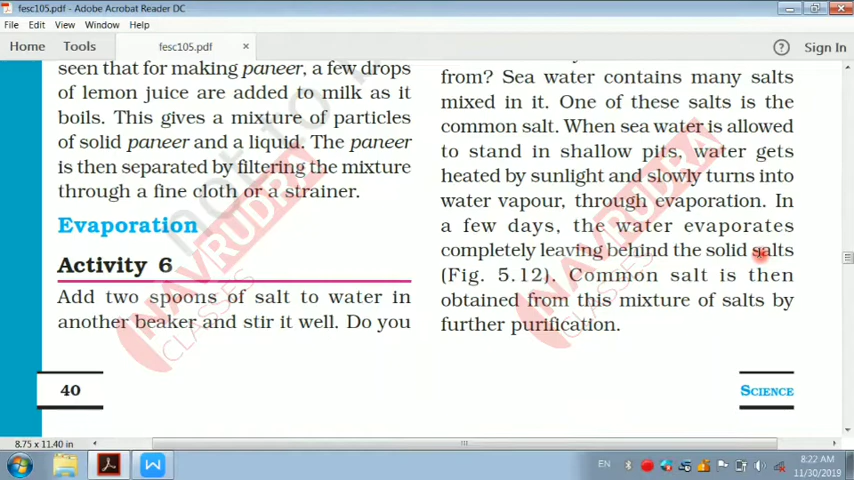 fesc105.pdf - Adobe Acrobat Reader DC
File Edit View Window Help
Home Tools fesc105.pdf × Sign In
seen that for making paneer, a few drops
of lemon juice are added to milk as it
boils. This gives a mixture of particles
of solid paneer and a liquid. The paneer
is then separated by filtering the mixture
through a fine cloth or a strainer.
Evaporation
Activity 6
Add two spoons of salt to water in
another beaker and stir it well. Do you
40
from? Sea water contains many salts
mixed in it. One of these salts is the
common salt. When sea water is allowed
to stand in shallow pits, water gets
heated by sunlight and slowly turns into
water vapour, through evaporation. In
a few days, the water evaporates
completely leaving behind the solid salts
(Fig. 5.12). Common salt is then
obtained from this mixture of salts by
further purification.
SCIENCE
not to
NAVRUDRA
CLASSES
NAVRUDRA
CLASSES
8.75 x 11.40 in
EN
8:22 AM
11/30/2019